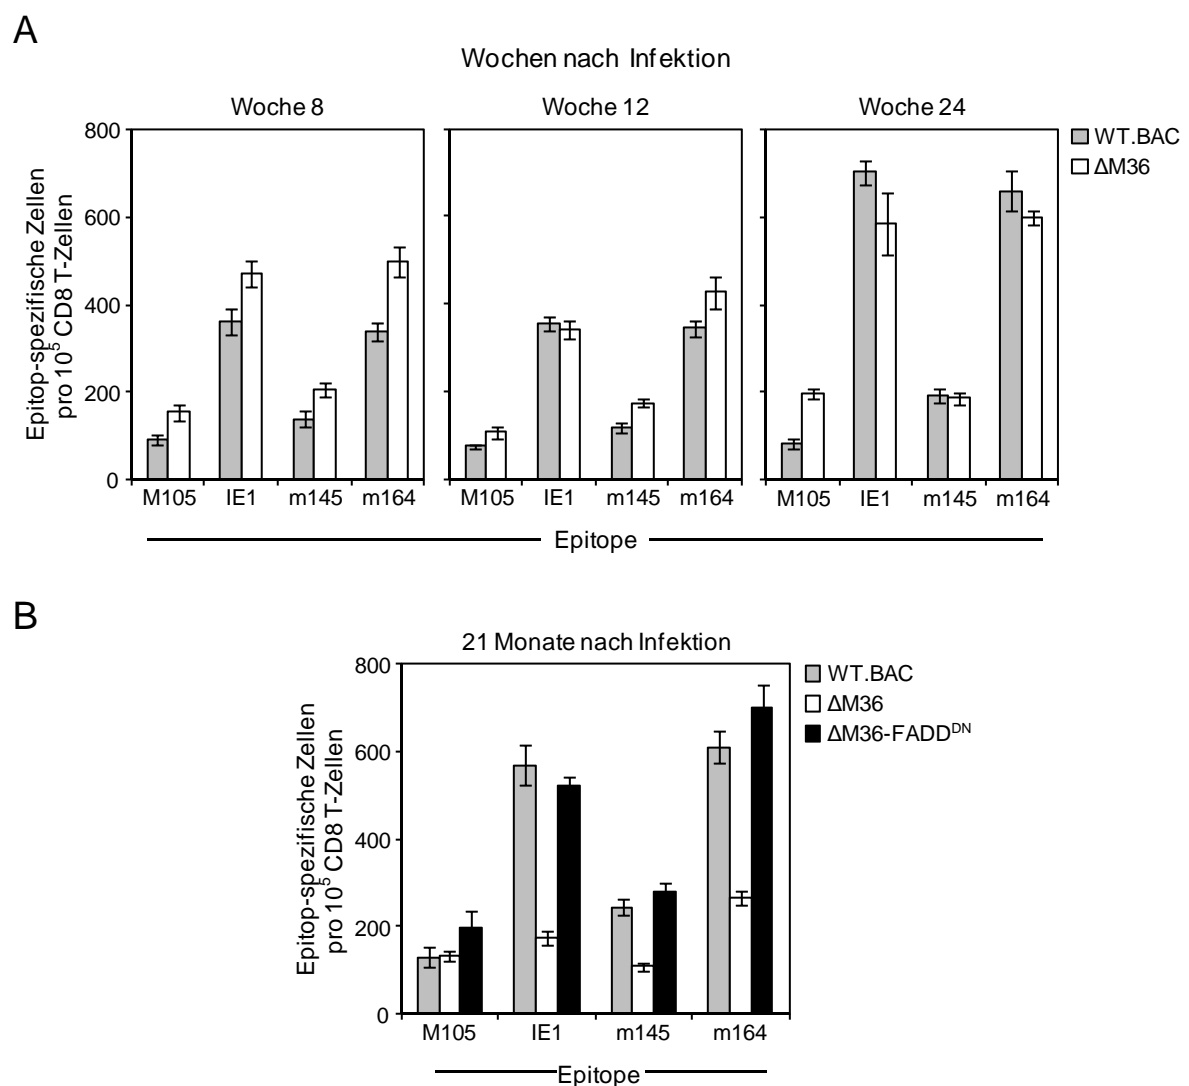 A
Wochen nach Infektion
Woche 8
Woche 12
Woche 24
800
600
400
200
0
Epitop-spezifische Zellen
pro 10⁵ CD8 T-Zellen
WT.BAC
ΔM36
M105 IE1 m145 m164
M105 IE1 m145 m164
M105 IE1 m145 m164
Epitope
B
21 Monate nach Infektion
800
600
400
200
0
Epitop-spezifische Zellen
pro 10⁵ CD8 T-Zellen
WT.BAC
ΔM36
ΔM36-FADDᴰᴺ
M105 IE1 m145 m164
Epitope